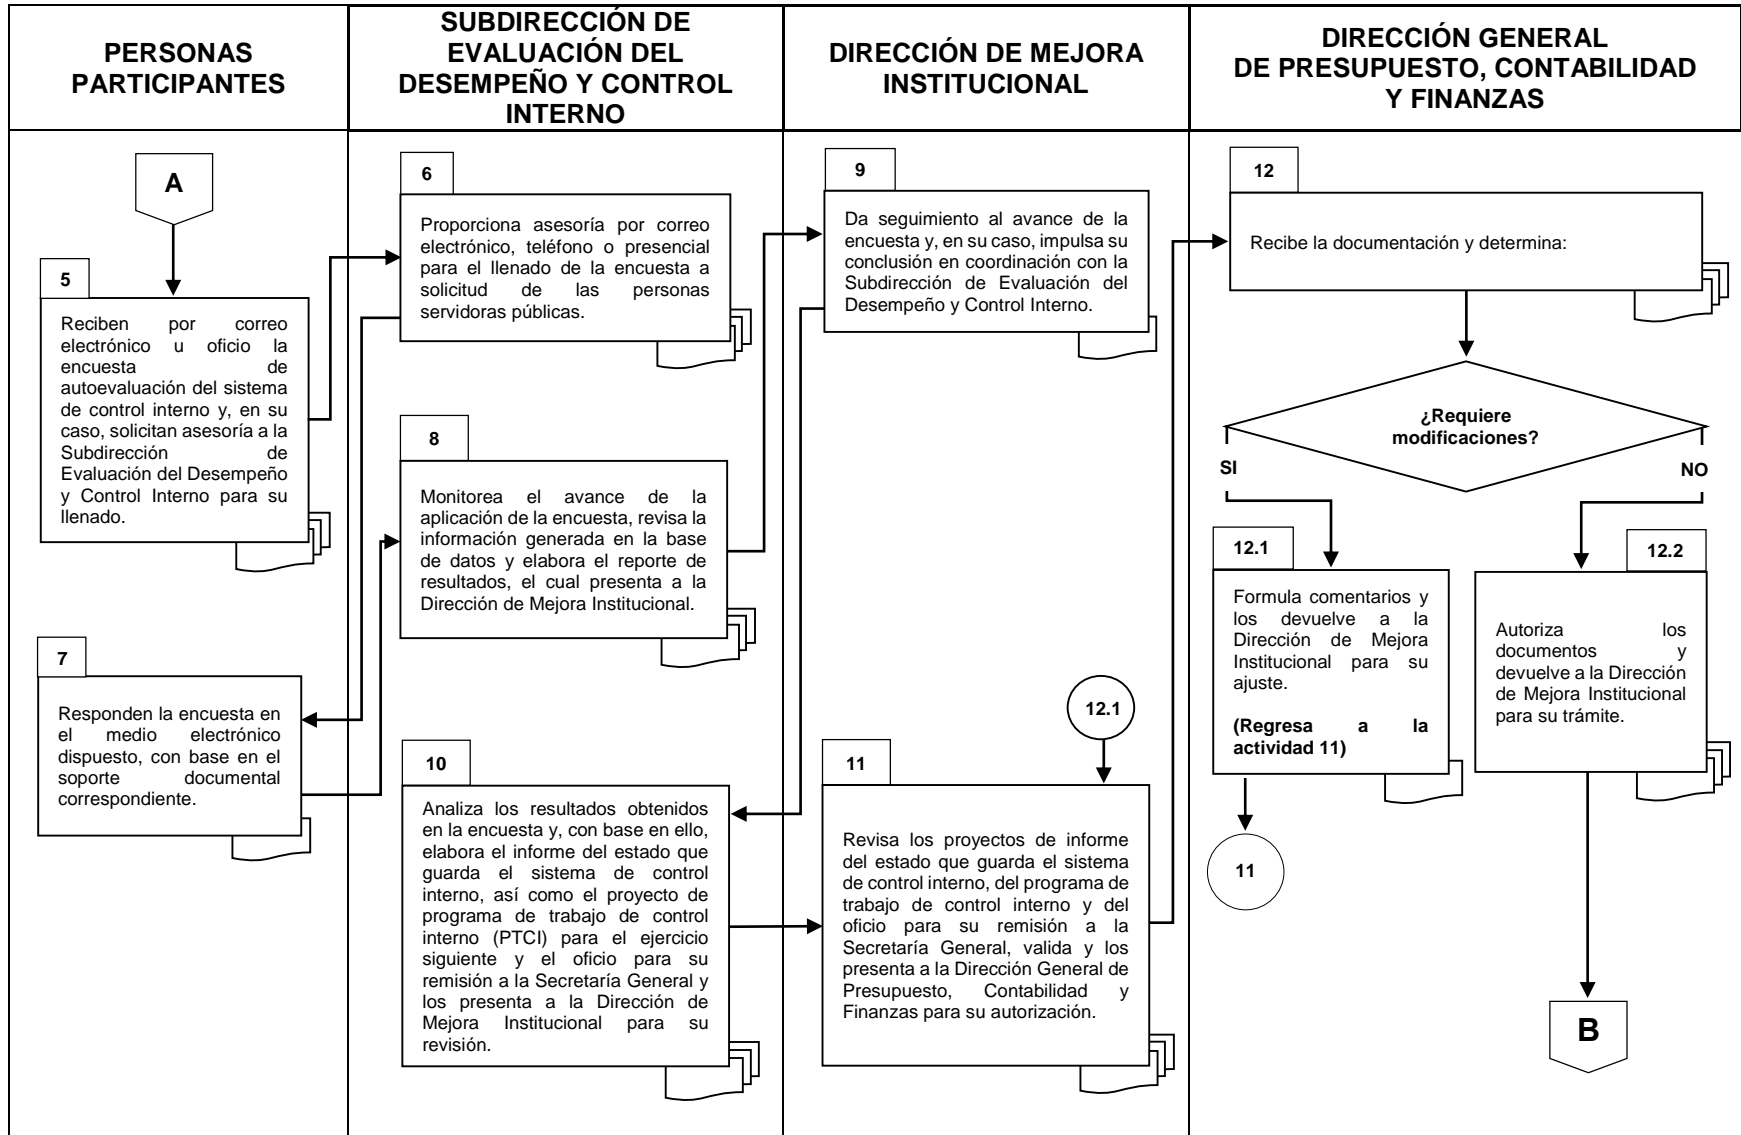 PERSONAS
PARTICIPANTES
SUBDIRECCIÓN DE
EVALUACIÓN DEL
DESEMPEÑO Y CONTROL
INTERNO
DIRECCIÓN DE MEJORA
INSTITUCIONAL
DIRECCIÓN GENERAL
DE PRESUPUESTO, CONTABILIDAD
Y FINANZAS
A
5
Reciben por correo
electrónico u oficio la
encuesta de
autoevaluación del sistema
de control interno y, en su
caso, solicitan asesoría a la
Subdirección de
Evaluación del Desempeño
y Control Interno para su
llenado.
7
Responden la encuesta en
el medio electrónico
dispuesto, con base en el
soporte documental
correspondiente.
6
Proporciona asesoría por correo
electrónico, teléfono o presencial
para el llenado de la encuesta a
solicitud de las personas
servidoras públicas.
8
Monitorea el avance de la
aplicación de la encuesta, revisa la
información generada en la base
de datos y elabora el reporte de
resultados, el cual presenta a la
Dirección de Mejora Institucional.
10
Analiza los resultados obtenidos
en la encuesta y, con base en ello,
elabora el informe del estado que
guarda el sistema de control
interno, así como el proyecto de
programa de trabajo de control
interno (PTCI) para el ejercicio
siguiente y el oficio para su
remisión a la Secretaría General y
los presenta a la Dirección de
Mejora Institucional para su
revisión.
9
Da seguimiento al avance de la
encuesta y, en su caso, impulsa su
conclusión en coordinación con la
Subdirección de Evaluación del
Desempeño y Control Interno.
12.1
11
Revisa los proyectos de informe
del estado que guarda el sistema
de control interno, del programa de
trabajo de control interno y del
oficio para su remisión a la
Secretaría General, valida y los
presenta a la Dirección General de
Presupuesto, Contabilidad y
Finanzas para su autorización.
12
Recibe la documentación y determina:
¿Requiere
modificaciones?
SI
NO
12.1
Formula comentarios y
los devuelve a la
Dirección de Mejora
Institucional para su
ajuste.
(Regresa a la
actividad 11)
11
12.2
Autoriza los
documentos y
devuelve a la Dirección
de Mejora Institucional
para su trámite.
B